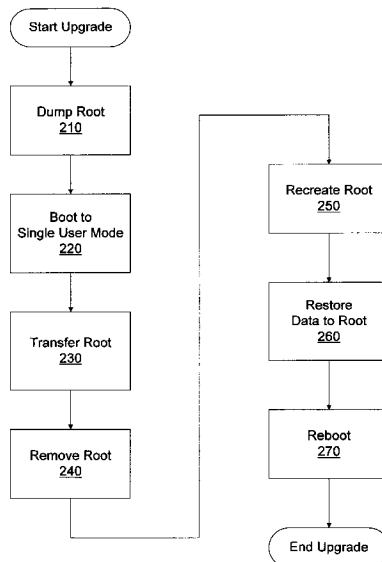 Start Upgrade
Dump Root
210
Boot to
Single User Mode
220
Transfer Root
230
Remove Root
240
Recreate Root
250
Restore
Data to Root
260
Reboot
270
End Upgrade